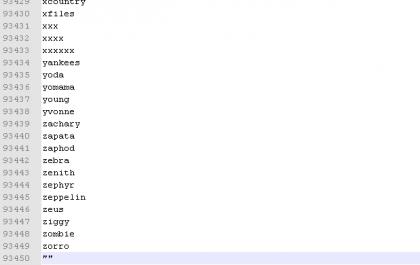 93429 xcountry
93430 xfiles
93431 xxx
93432 xxxx
93433 xxxxxx
93434 yankees
93435 yoda
93436 yomama
93437 young
93438 yvonne
93439 zachary
93440 zapata
93441 zaphod
93442 zebra
93443 zenith
93444 zephyr
93445 zeppelin
93446 zeus
93447 ziggy
93448 zombie
93449 zorro
93450 ""